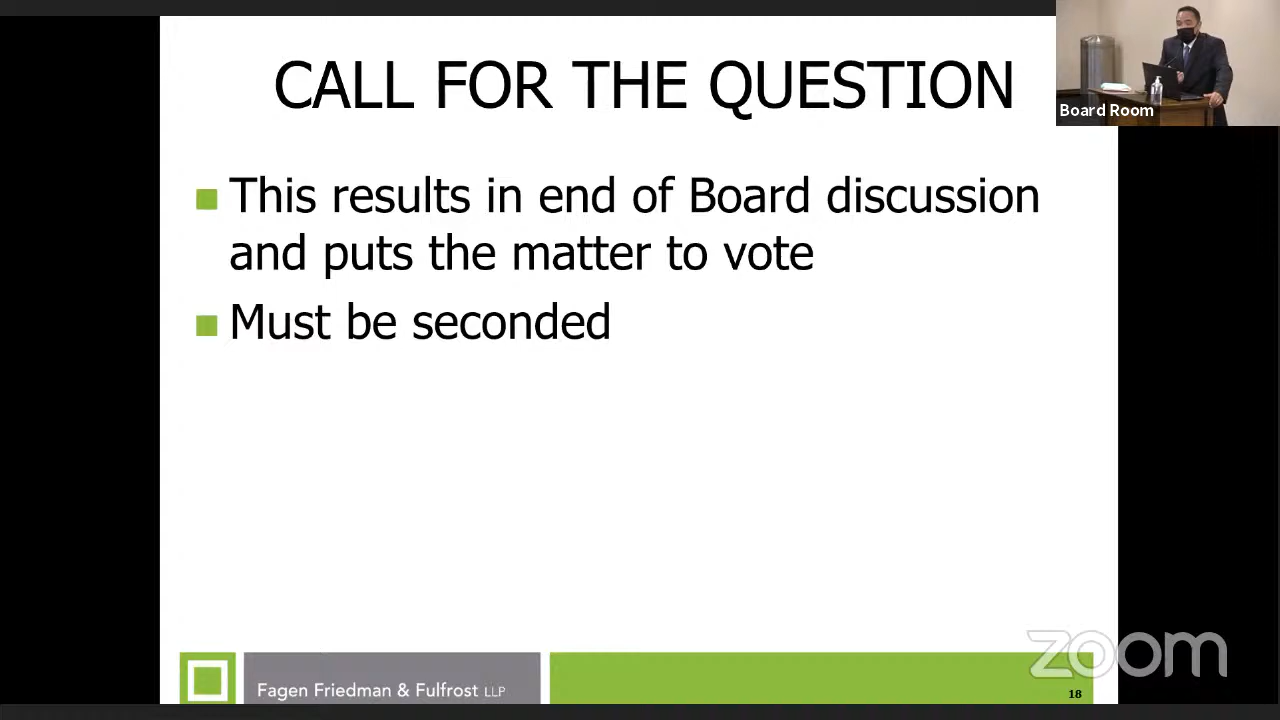 CALL FOR THE QUESTION
Board Room
This results in end of Board discussion
and puts the matter to vote
Must be seconded
Fagen Friedman & Fulfrost LLP
zoom
18